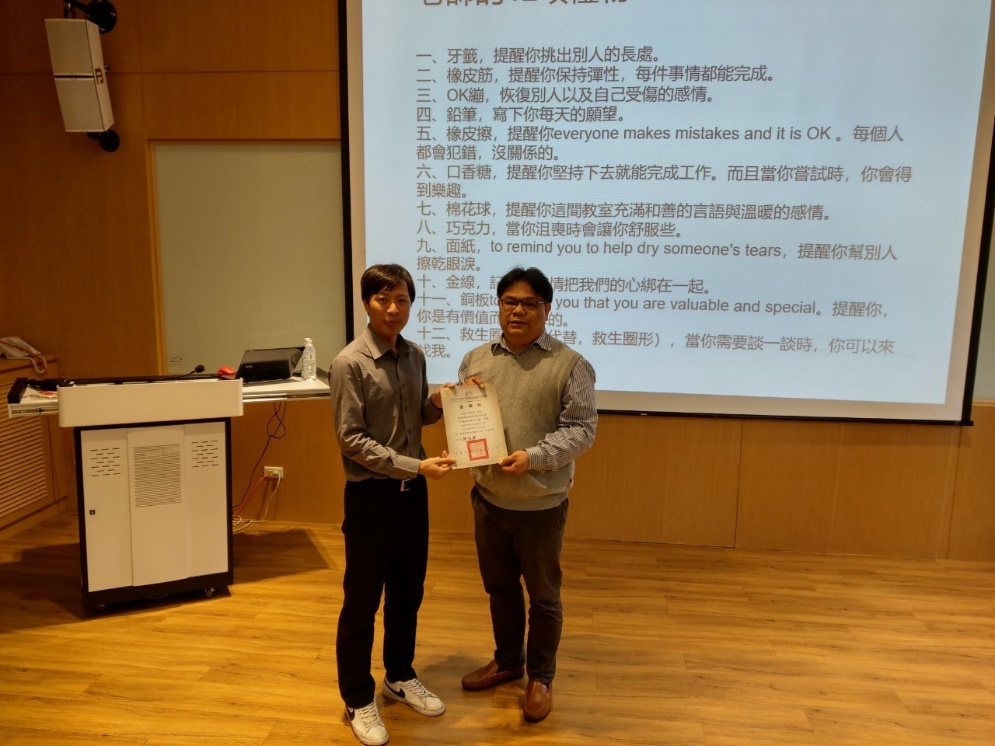 一、牙籤，提醒你挑出別人的長處。
二、橡皮筋，提醒你保持彈性，每件事情都能完成。
三、OK繃，恢復別人以及自己受傷的感情。
四、鉛筆，寫下你每天的願望。
五、橡皮擦，提醒你everyone makes mistakes and it is OK 。每個人
都會犯錯，沒關係的。
六、口香糖，提醒你堅持下去就能完成工作。而且當你嘗試時，你會得
到樂趣。
七、棉花球，提醒你這間教室充滿和善的言語與溫暖的感情。
八、巧克力，當你沮喪時會讓你舒服些。
九、面紙，to remind you to help dry someone's tears，提醒你幫別人
擦乾眼淚。
十、金線，情把我們的心綁在一起。
十一、銅板to you that you are valuable and special。提醒你，
你是有價值而的。
十二、救生圈替，救生圈形），當你需要談一談時，你可以來
找我。
感謝狀